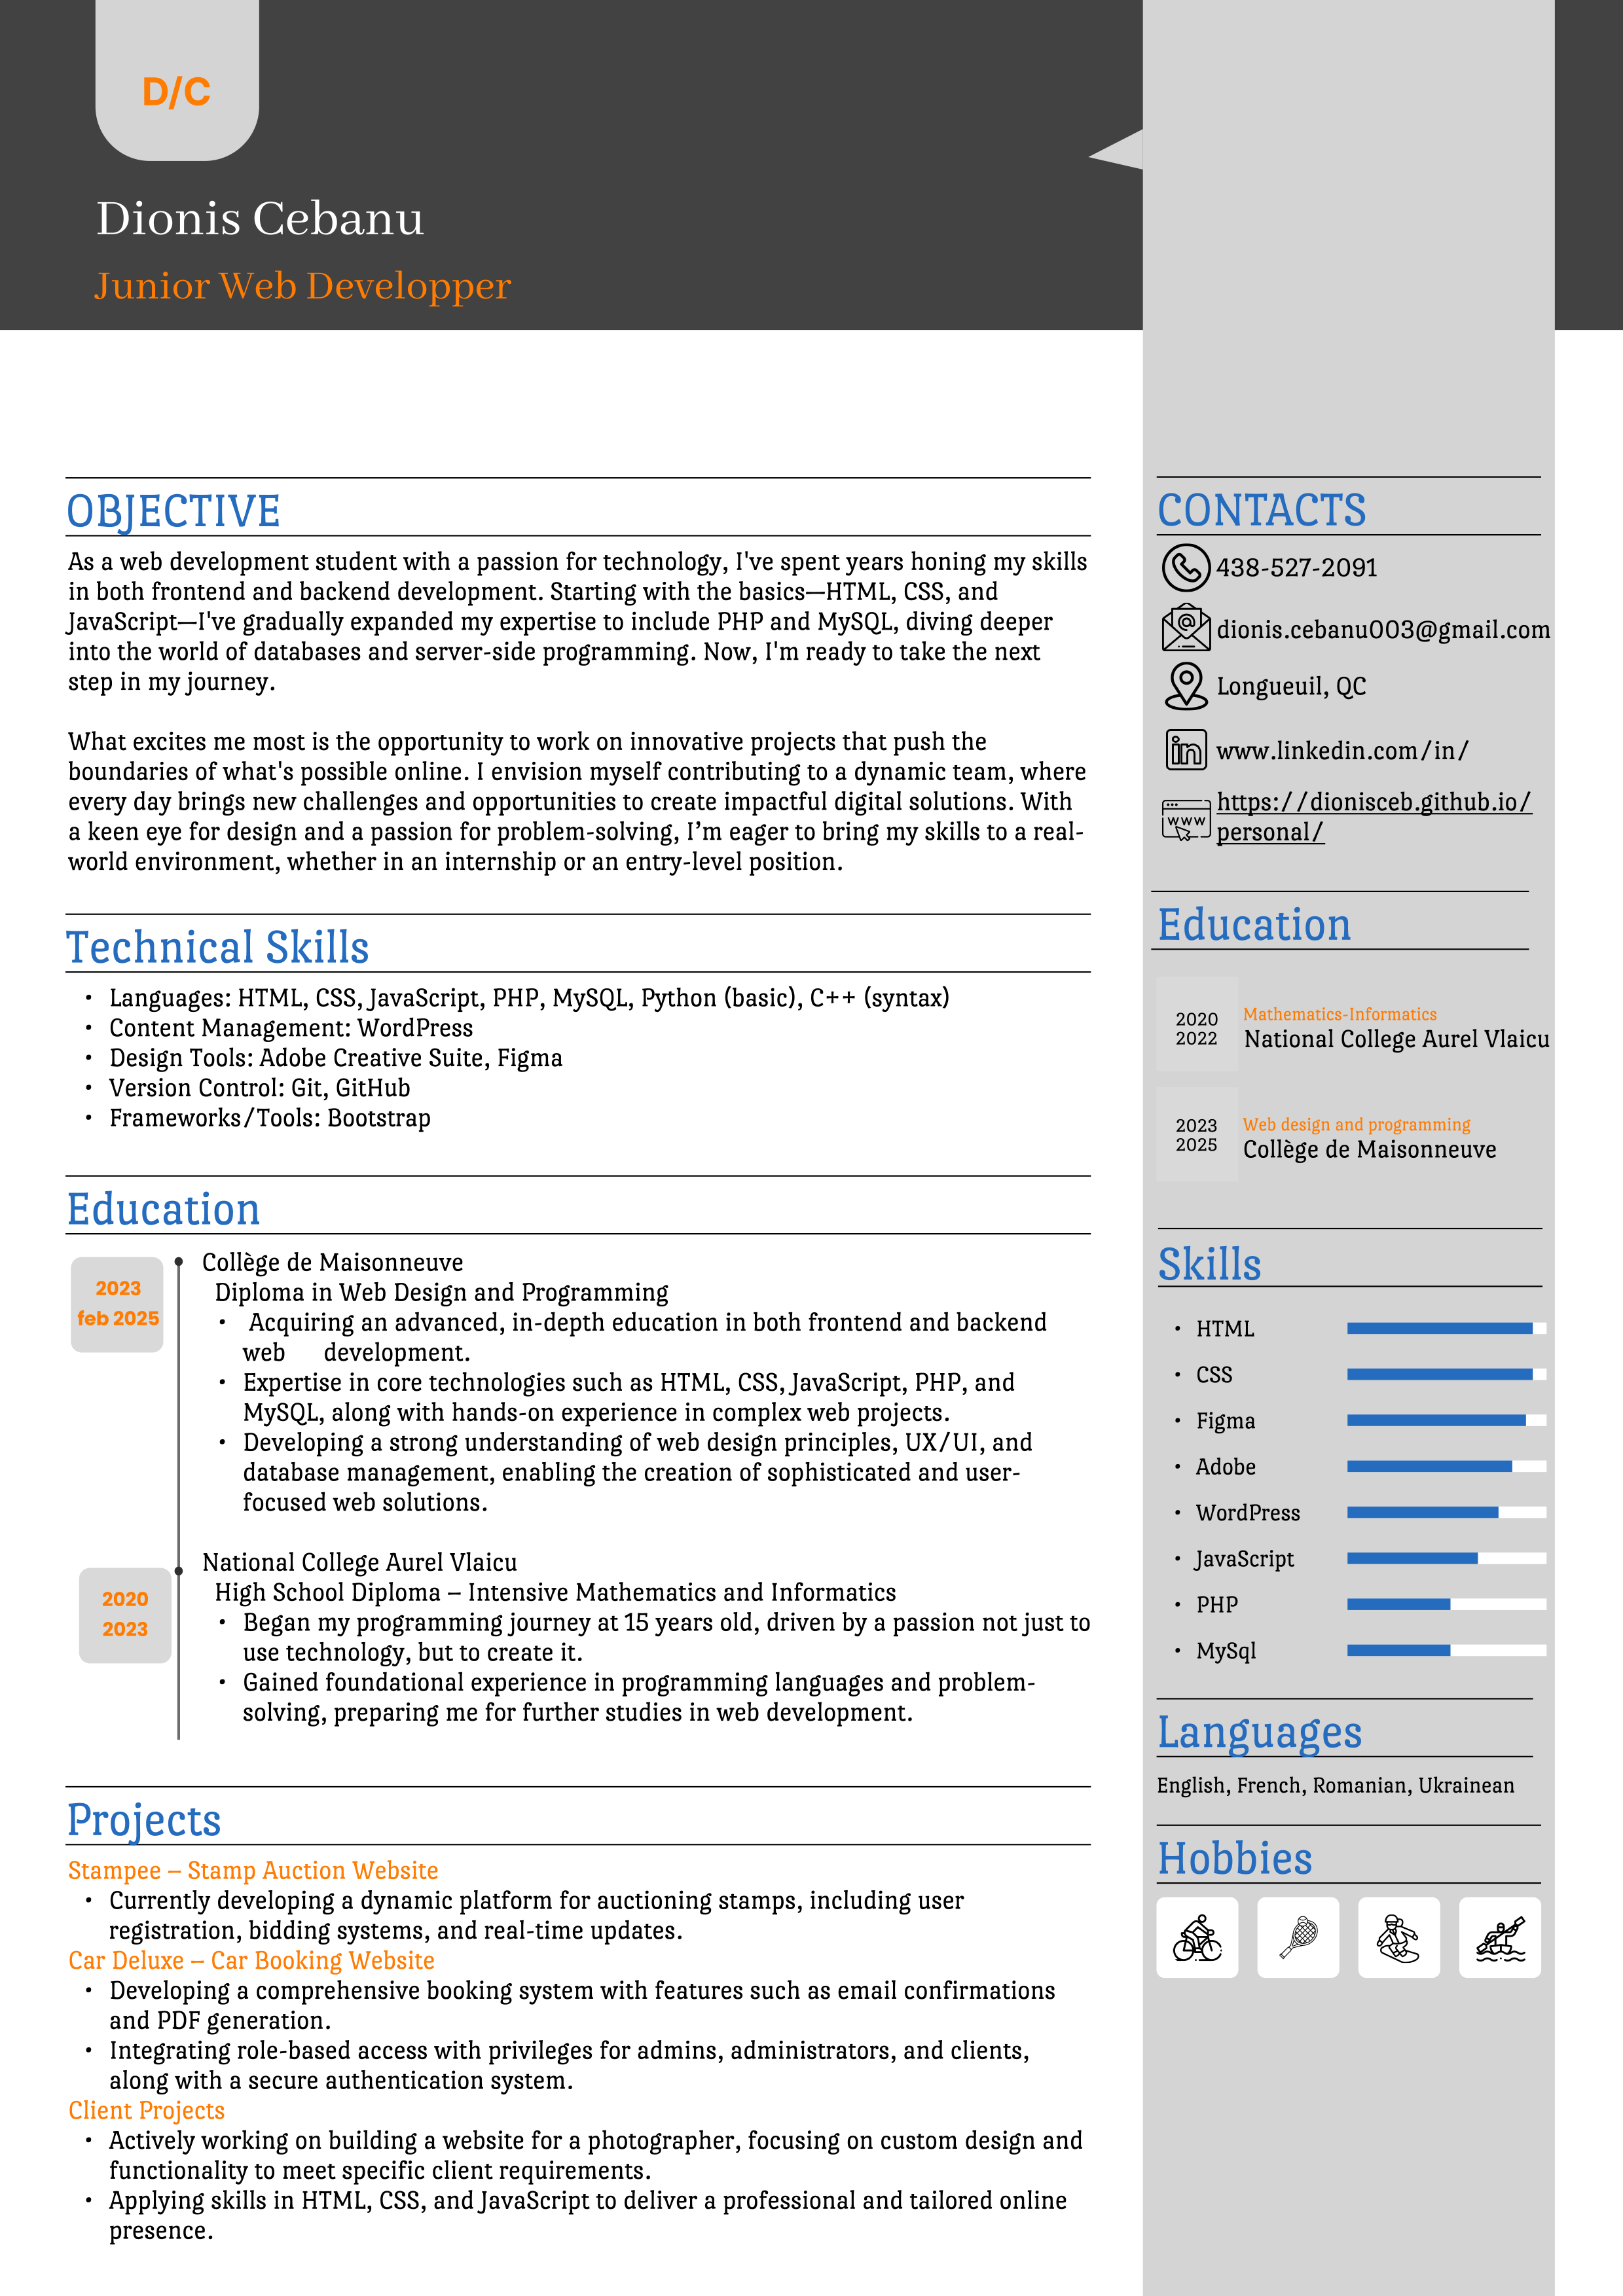 D/C
Dionis Cebanu
Junior Web Developper
OBJECTIVE
As a web development student with a passion for technology, I've spent years honing my skills
in both frontend and backend development. Starting with the basics—HTML, CSS, and
JavaScript—I've gradually expanded my expertise to include PHP and MySQL, diving deeper
into the world of databases and server-side programming. Now, I'm ready to take the next
step in my journey.
What excites me most is the opportunity to work on innovative projects that push the
boundaries of what's possible online. I envision myself contributing to a dynamic team, where
every day brings new challenges and opportunities to create impactful digital solutions. With
a keen eye for design and a passion for problem-solving, I’m eager to bring my skills to a real-
world environment, whether in an internship or an entry-level position.
Technical Skills
• Languages: HTML, CSS, JavaScript, PHP, MySQL, Python (basic), C++ (syntax)
• Content Management: WordPress
• Design Tools: Adobe Creative Suite, Figma
• Version Control: Git, GitHub
• Frameworks/Tools: Bootstrap
Education
2023
feb 2025
Collège de Maisonneuve
Diploma in Web Design and Programming
• Acquiring an advanced, in-depth education in both frontend and backend
web development.
• Expertise in core technologies such as HTML, CSS, JavaScript, PHP, and
MySQL, along with hands-on experience in complex web projects.
• Developing a strong understanding of web design principles, UX/UI, and
database management, enabling the creation of sophisticated and user-
focused web solutions.
2020
2023
National College Aurel Vlaicu
High School Diploma – Intensive Mathematics and Informatics
• Began my programming journey at 15 years old, driven by a passion not just to
use technology, but to create it.
• Gained foundational experience in programming languages and problem-
solving, preparing me for further studies in web development.
Projects
Stampee – Stamp Auction Website
• Currently developing a dynamic platform for auctioning stamps, including user
registration, bidding systems, and real-time updates.
Car Deluxe – Car Booking Website
• Developing a comprehensive booking system with features such as email confirmations
and PDF generation.
• Integrating role-based access with privileges for admins, administrators, and clients,
along with a secure authentication system.
Client Projects
• Actively working on building a website for a photographer, focusing on custom design and
functionality to meet specific client requirements.
• Applying skills in HTML, CSS, and JavaScript to deliver a professional and tailored online
presence.
CONTACTS
438-527-2091
dionis.cebanu003@gmail.com
Longueuil, QC
www.linkedin.com/in/
www
https://dionisceb.github.io/
personal/
Education
2020
2022
Mathematics-Informatics
National College Aurel Vlaicu
2023
2025
Web design and programming
Collège de Maisonneuve
Skills
• HTML
• CSS
• Figma
• Adobe
• WordPress
• JavaScript
• PHP
• MySql
Languages
English, French, Romanian, Ukrainean
Hobbies